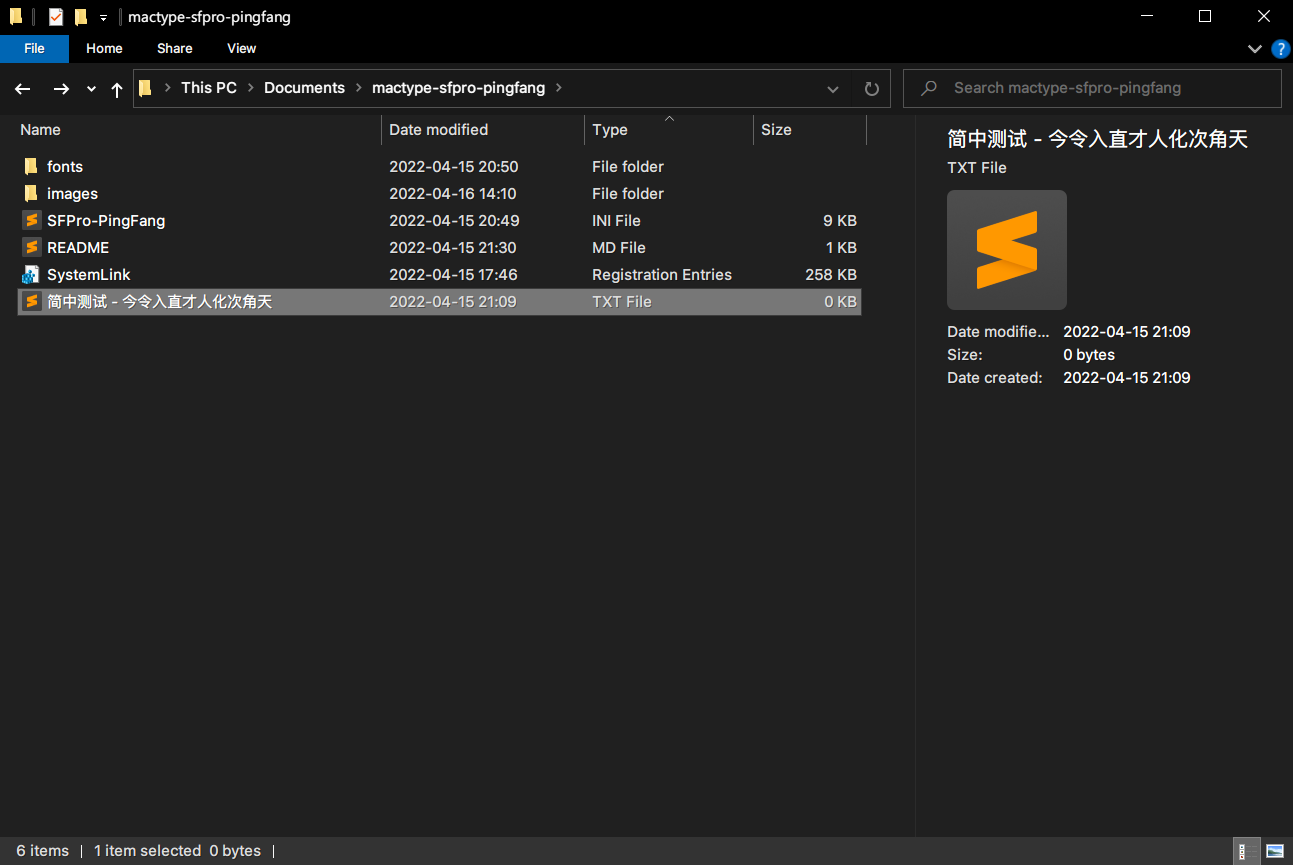 mactype-sfpro-pingfang
File Home Share View
This PC Documents mactype-sfpro-pingfang Search mactype-sfpro-pingfang
Name Date modified Type Size
fonts 2022-04-15 20:50 File folder
images 2022-04-16 14:10 File folder
SFPro-PingFang 2022-04-15 20:49 INI File 9 KB
README 2022-04-15 21:30 MD File 1 KB
SystemLink 2022-04-15 17:46 Registration Entries 258 KB
简中测试 - 今令入直才人化次角天 2022-04-15 21:09 TXT File 0 KB
简中测试 - 今令入直才人化次角天
TXT File
Date modifie... 2022-04-15 21:09
Size: 0 bytes
Date created: 2022-04-15 21:09
6 items 1 item selected 0 bytes